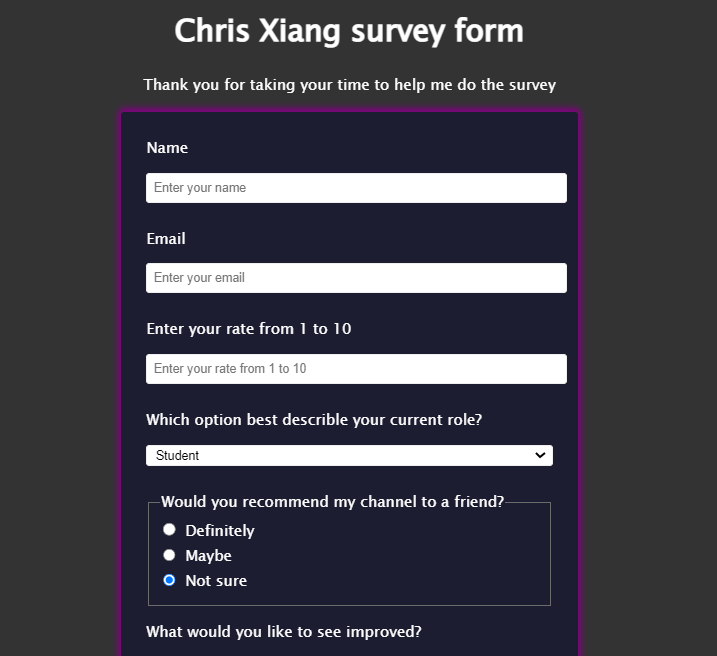 Chris Xiang survey form
Thank you for taking your time to help me do the survey
Name
Enter your name
Email
Enter your email
Enter your rate from 1 to 10
Enter your rate from 1 to 10
Which option best describle your current role?
Student
Would you recommend my channel to a friend?
Definitely
Maybe
Not sure
What would you like to see improved?